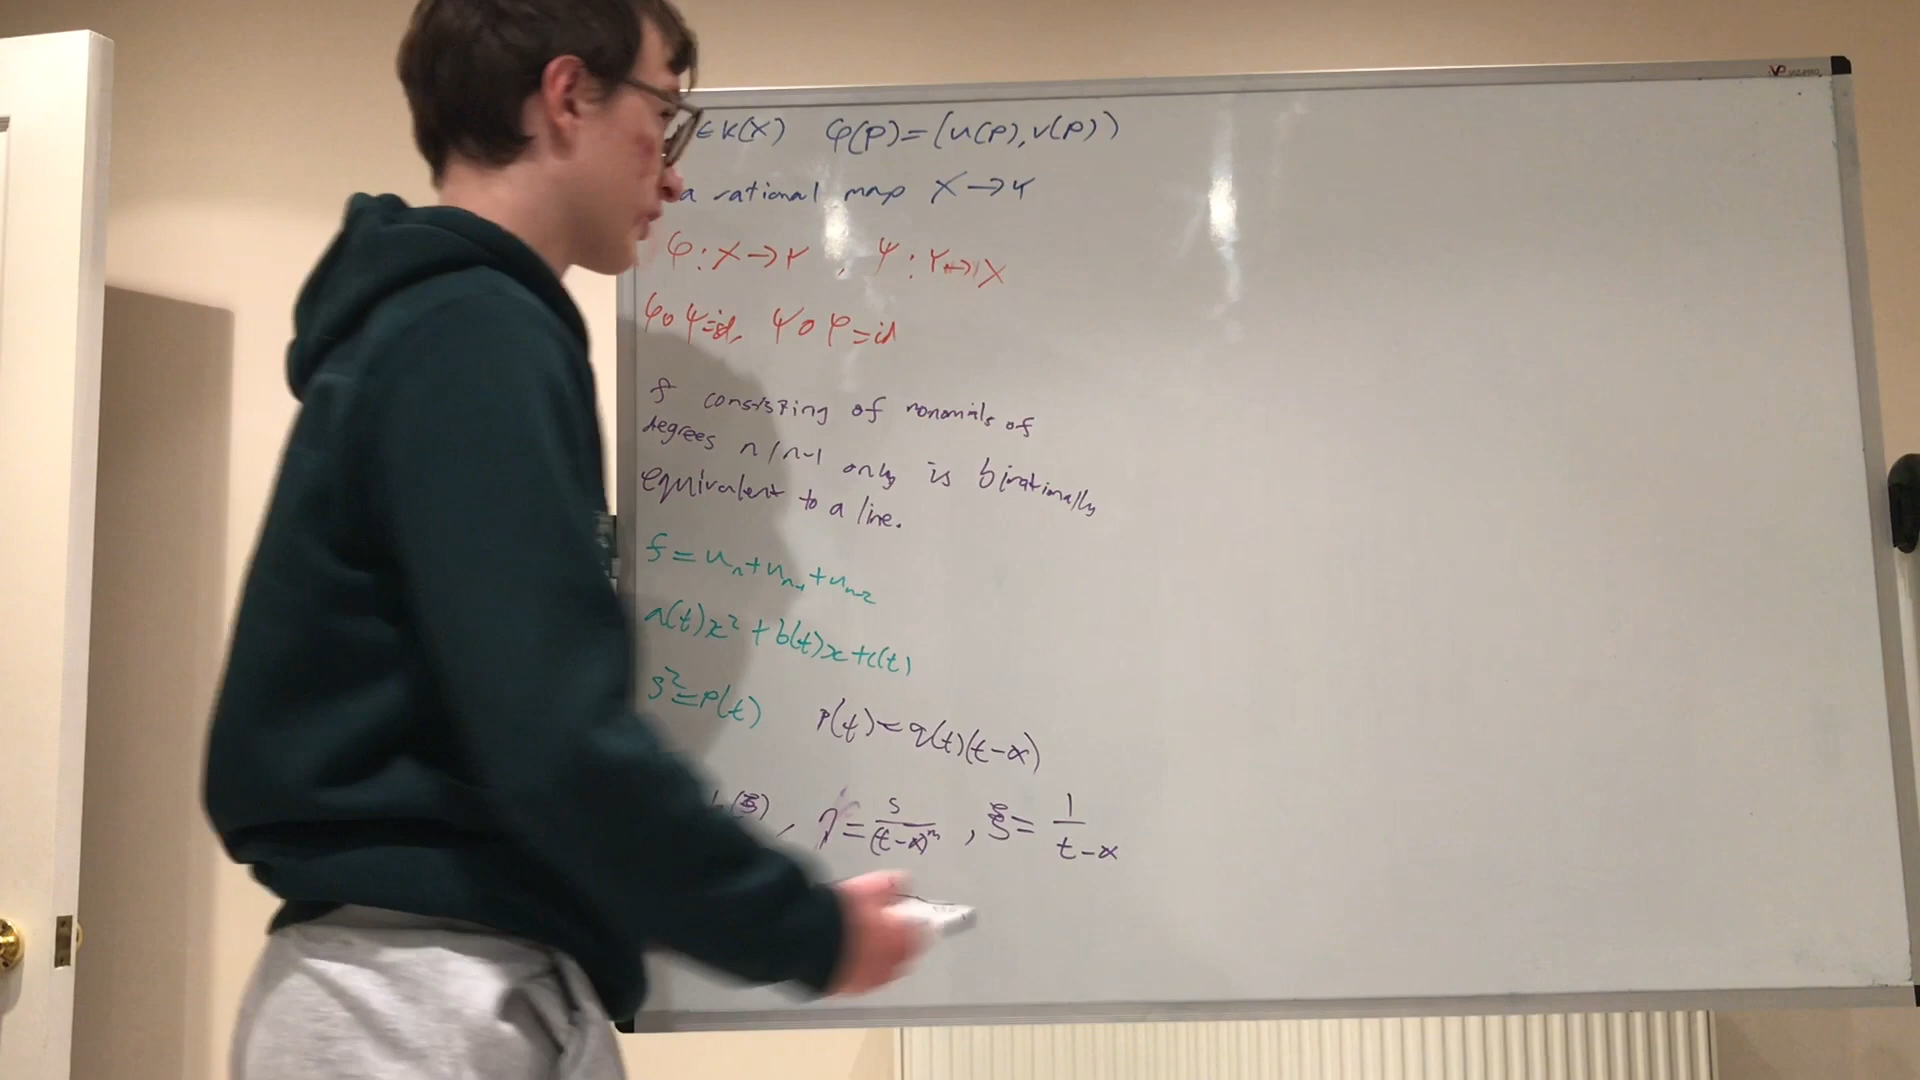 ∈ k(X) φ(p)=(u(p),v(p))
a rational map X→Y
φ:X→Y, ψ:Y→X
φ∘ψ=id, ψ∘φ=id
f consisting of monomials of
degrees n/n-1 only is birationally
equivalent to a line.
f = u_n+u_{n-1}+u_{n-2}
a(t)x²+b(t)x+c(t)
s²=p(t) p(t)=q(t)(t-α)
h(ξ), η=s/(t-α)^m, ξ=1/(t-α)